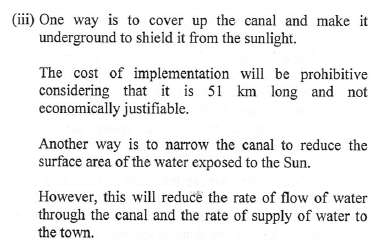 (iii) One way is to cover up the canal and make it
underground to shield it from the sunlight.
The cost of implementation will be prohibitive
considering that it is 51 km long and not
economically justifiable.
Another way is to narrow the canal to reduce the
surface area of the water exposed to the Sun.
However, this will reduce the rate of flow of water
through the canal and the rate of supply of water to
the town.